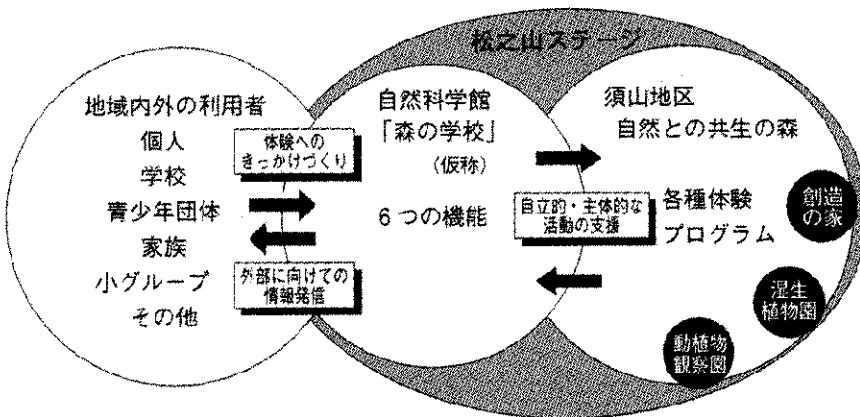 松之山ステージ
地域内外の利用者
個人
学校
青少年団体
家族
小グループ
その他
体験への
きっかけづくり
外部に向けての
情報発信
自然科学館
「森の学校」
(仮称)
6つの機能
自立的・主体的な
活動の支援
須山地区
自然との共生の森
各種体験
プログラム
創造
の家
湿生
植物園
動植物
観察園